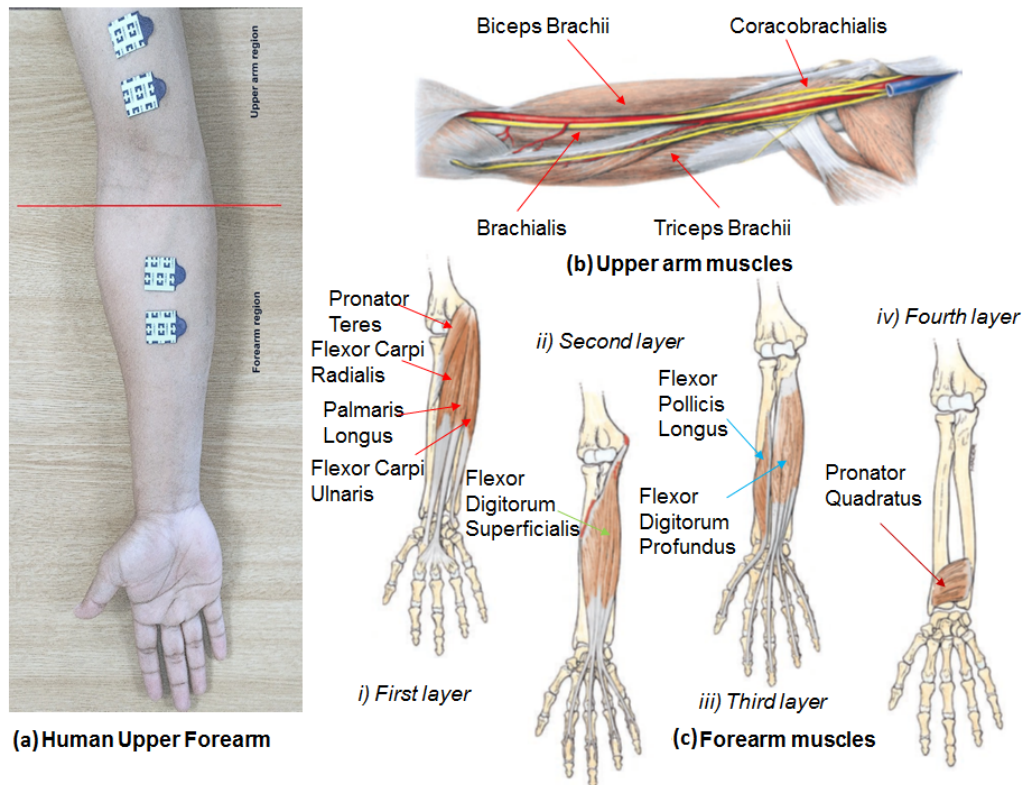 Upper arm region
Forearm region
(a) Human Upper Forearm
Biceps Brachii
Coracobrachialis
Brachialis
Triceps Brachii
(b) Upper arm muscles
Pronator
Teres
Flexor Carpi
Radialis
Palmaris
Longus
Flexor Carpi
Ulnaris
i) First layer
ii) Second layer
Flexor
Digitorum
Superficialis
Flexor
Pollicis
Longus
Flexor
Digitorum
Profundus
iii) Third layer
iv) Fourth layer
Pronator
Quadratus
(c) Forearm muscles